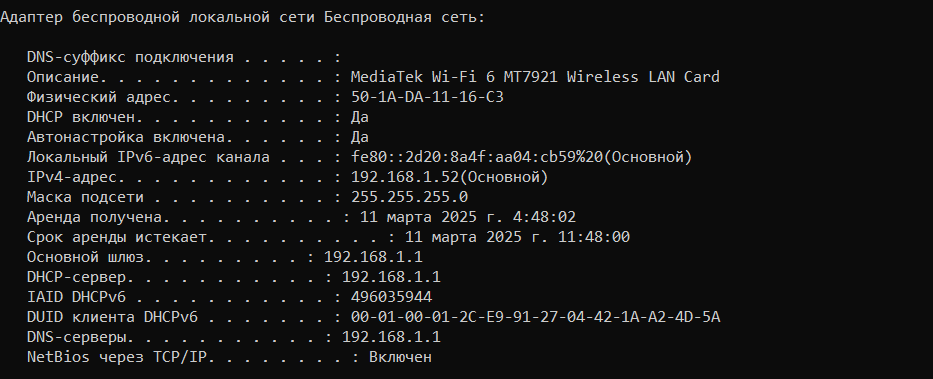 Адаптер беспроводной локальной сети Беспроводная сеть:
DNS-суффикс подключения . . . . . :
Описание. . . . . . . . . . . . . : MediaTek Wi-Fi 6 MT7921 Wireless LAN Card
Физический адрес. . . . . . . . . : 50-1A-DA-11-16-C3
DHCP включен. . . . . . . . . . . : Да
Автонастройка включена. . . . . . : Да
Локальный IPv6-адрес канала . . . : fe80::2d20:8a4f:aa04:cb59%20(Основной)
IPv4-адрес. . . . . . . . . . . . : 192.168.1.52(Основной)
Маска подсети . . . . . . . . . . : 255.255.255.0
Аренда получена. . . . . . . . . . : 11 марта 2025 г. 4:48:02
Срок аренды истекает. . . . . . . . . . : 11 марта 2025 г. 11:48:00
Основной шлюз. . . . . . . . . : 192.168.1.1
DHCP-сервер. . . . . . . . . . . : 192.168.1.1
IAID DHCPv6 . . . . . . . . . . . : 496035944
DUID клиента DHCPv6 . . . . . . . : 00-01-00-01-2C-E9-91-27-04-42-1A-A2-4D-5A
DNS-серверы. . . . . . . . . . . : 192.168.1.1
NetBios через TCP/IP. . . . . . . . : Включен